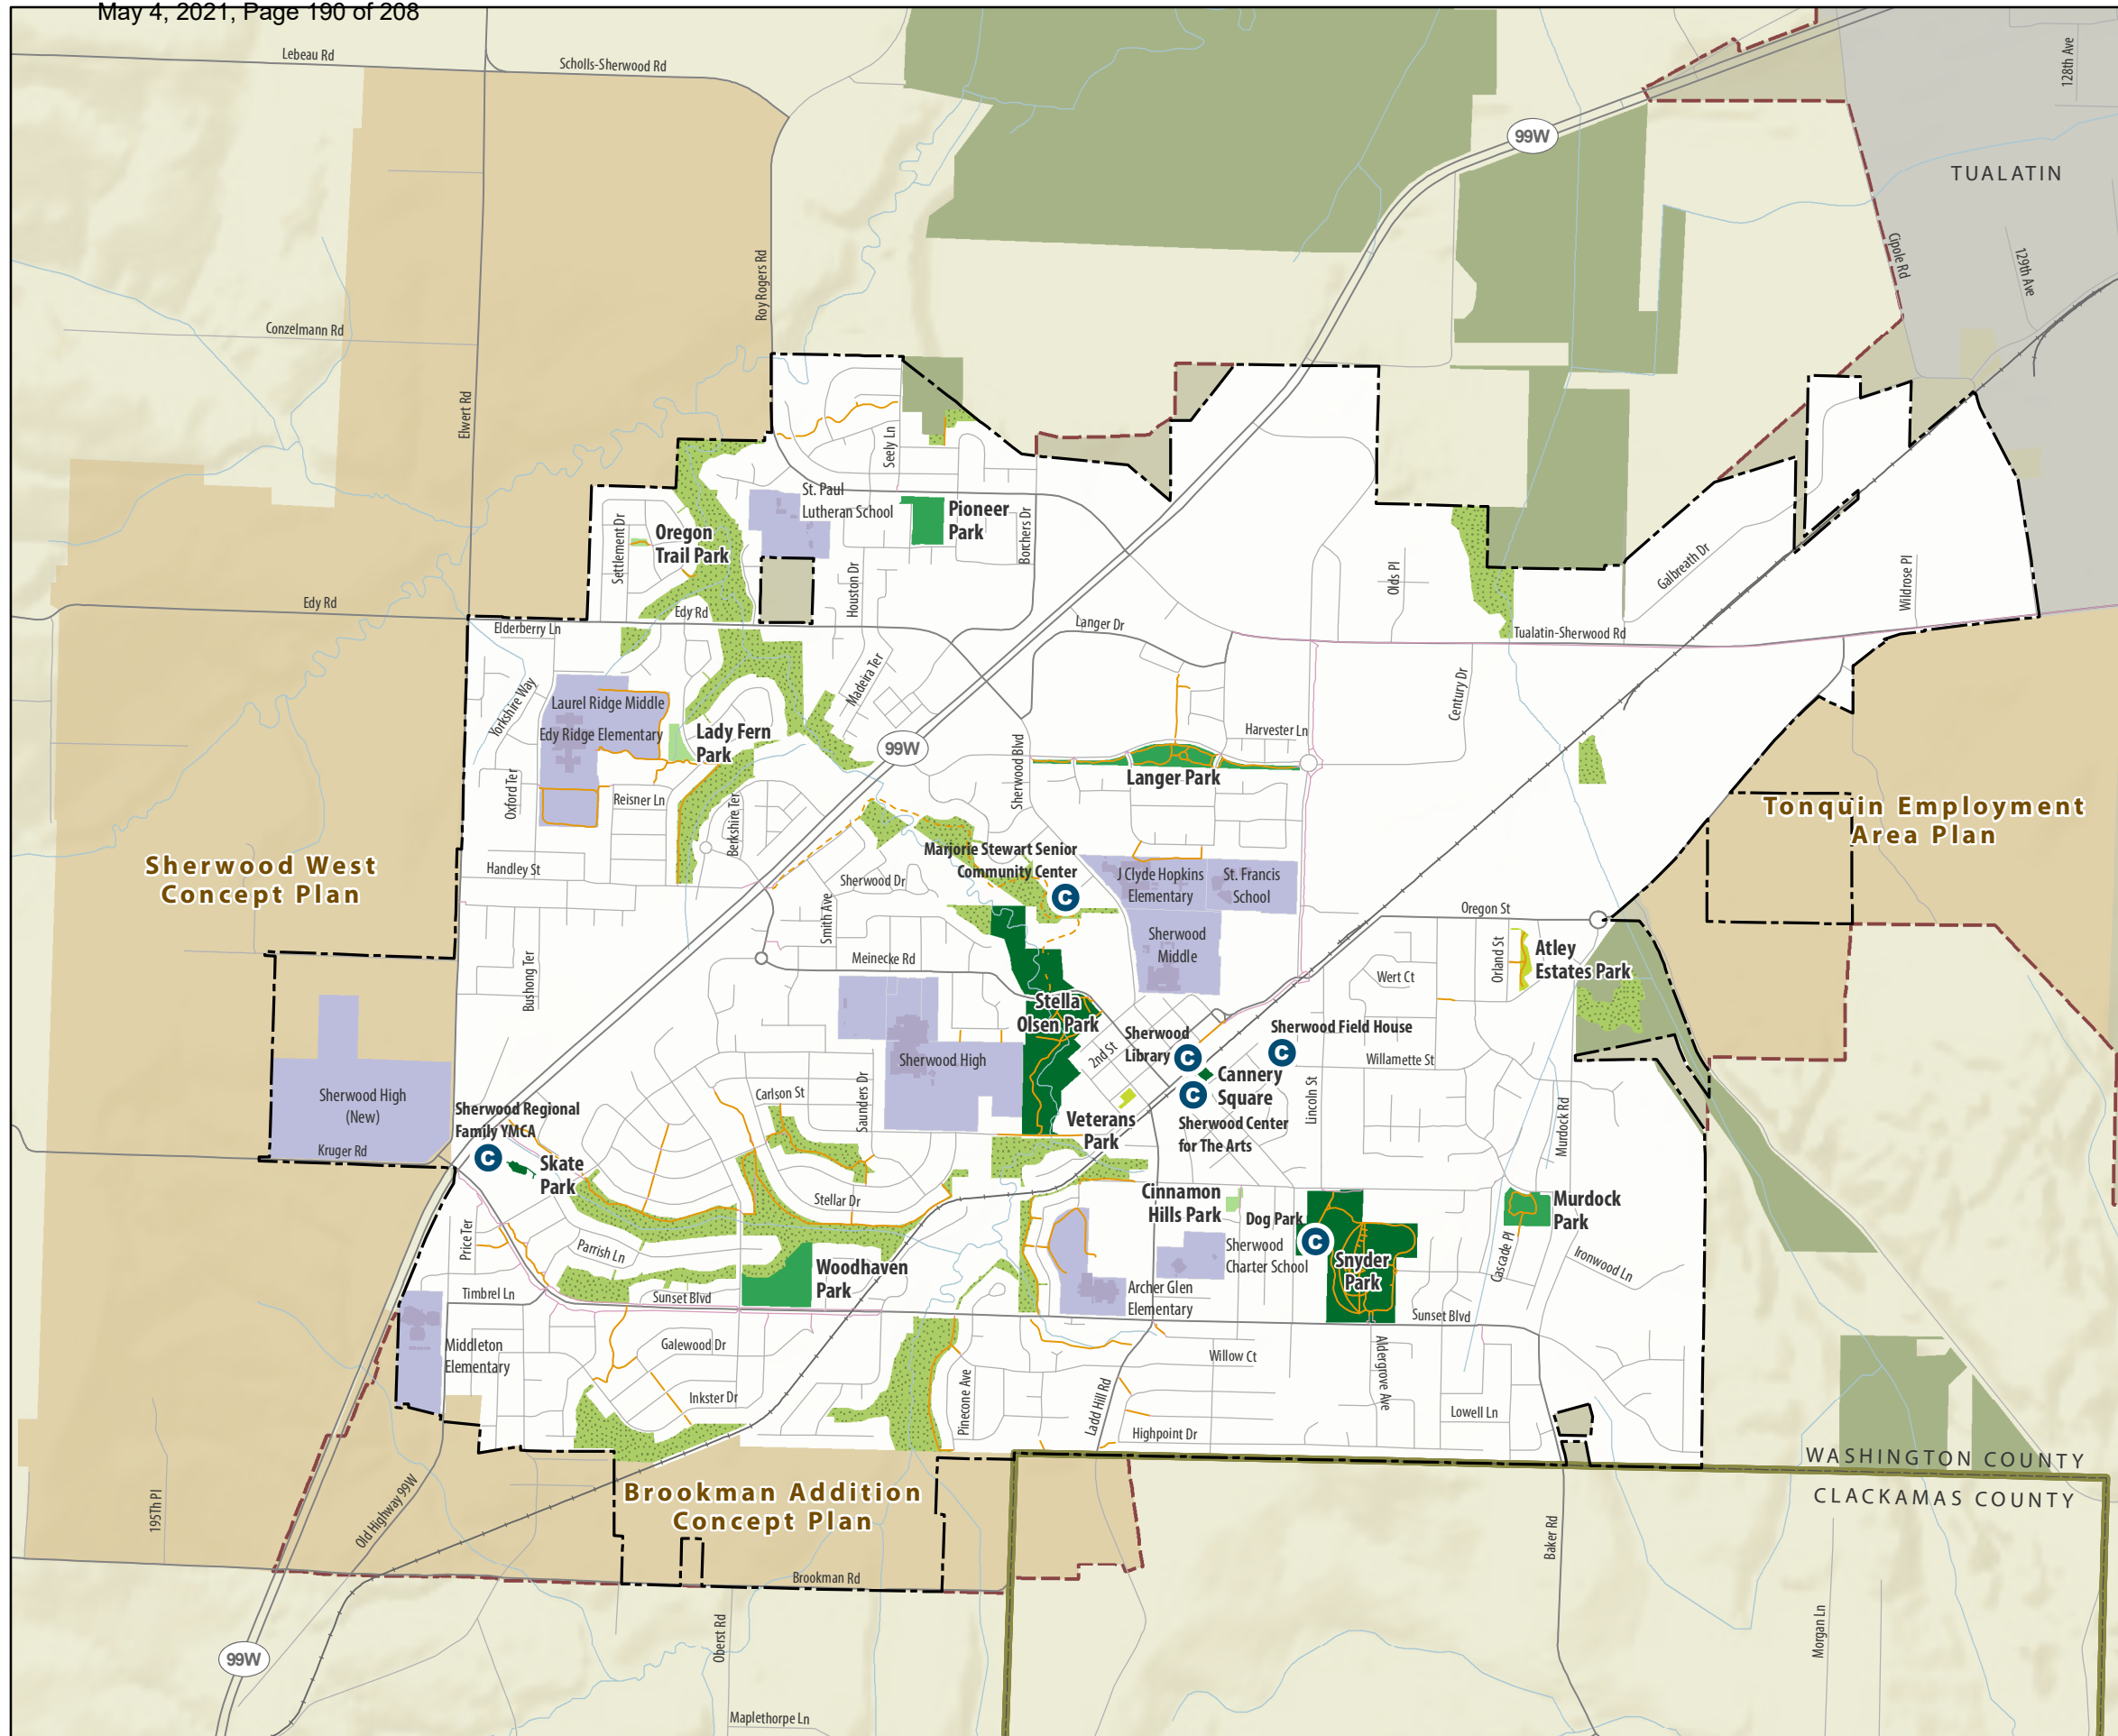 May 4, 2021, Page 190 of 208
Lebeau Rd
Scholls-Sherwood Rd
128th Ave
99W
TUALATIN
Cipole Rd
129th Ave
Roy Rogers Rd
Conzelmann Rd
Elwert Rd
Seely Ln
St. Paul
Lutheran School
Pioneer
Park
Borchers Dr
Settlement Dr
Oregon
Trail Park
Houston Dr
Olds Pl
Galbreath Dr
Wildrose Pl
Edy Rd
Edy Rd
Elderberry Ln
Langer Dr
Tualatin-Sherwood Rd
Yorkshire Way
Madeira Ter
Century Dr
Laurel Ridge Middle
Edy Ridge Elementary
Lady Fern
Park
99W
Harvester Ln
Sherwood Blvd
Langer Park
Oxford Ter
Reisner Ln
Berkshire Ter
Tonquin Employment
Area Plan
Sherwood West
Concept Plan
Handley St
Marjorie Stewart Senior
Community Center
C
Sherwood Dr
J Clyde Hopkins
Elementary
St. Francis
School
Smith Ave
Oregon St
Sherwood
Middle
Orland St
Atley
Estates Park
Meinecke Rd
Bushong Ter
Wert Ct
Stella
Olsen Park
Sherwood
Library
C
Sherwood Field House
C
2nd St
Willamette St
Sherwood High
Cannery
Square
C
Sherwood High
(New)
Carlson St
Saunders Dr
Lincoln St
Murdock Rd
Sherwood Regional
Family YMCA
C
Veterans
Park
Sherwood Center
for The Arts
Kruger Rd
Skate
Park
Stellar Dr
Cinnamon
Hills Park
Dog Park
C
Murdock
Park
Price Ter
Parrish Ln
Sherwood
Charter School
Snyder
Park
Cascade Pl
Ironwood Ln
Woodhaven
Park
Timbrel Ln
Sunset Blvd
Archer Glen
Elementary
Sunset Blvd
Middleton
Elementary
Galewood Dr
Willow Ct
Aldergrove Ave
Inkster Dr
Pinecone Ave
Ladd Hill Rd
Lowell Ln
Highpoint Dr
WASHINGTON COUNTY
CLACKAMAS COUNTY
Brookman Addition
Concept Plan
195Th Pl
Old Highway 99W
Baker Rd
Brookman Rd
Oberst Rd
Morgan Ln
99W
Maplethorpe Ln